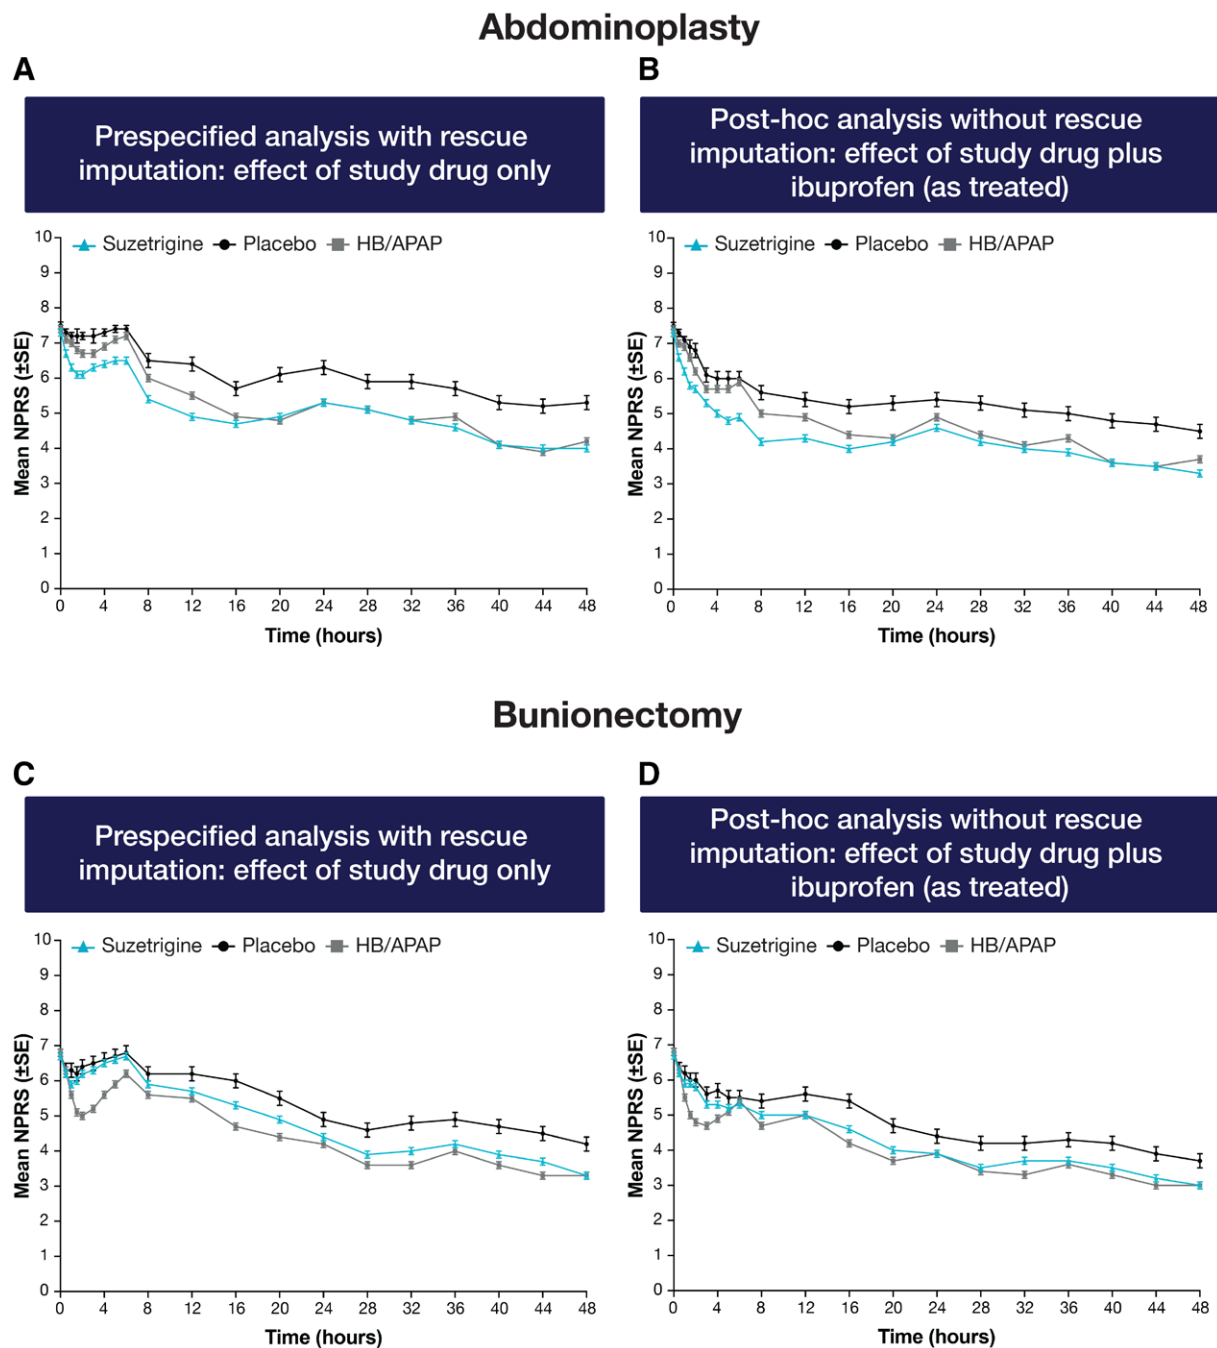 Abdominoplasty
A
Prespecified analysis with rescue
imputation: effect of study drug only
Suzetrigine Placebo HB/APAP
10
9
8
7
6
5
4
3
2
1
0
Mean NPRS (±SE)
0 4 8 12 16 20 24 28 32 36 40 44 48
Time (hours)
B
Post-hoc analysis without rescue
imputation: effect of study drug plus
ibuprofen (as treated)
Suzetrigine Placebo HB/APAP
10
9
8
7
6
5
4
3
2
1
0
Mean NPRS (±SE)
0 4 8 12 16 20 24 28 32 36 40 44 48
Time (hours)
Bunionectomy
C
Prespecified analysis with rescue
imputation: effect of study drug only
Suzetrigine Placebo HB/APAP
10
9
8
7
6
5
4
3
2
1
0
Mean NPRS (±SE)
0 4 8 12 16 20 24 28 32 36 40 44 48
Time (hours)
D
Post-hoc analysis without rescue
imputation: effect of study drug plus
ibuprofen (as treated)
Suzetrigine Placebo HB/APAP
10
9
8
7
6
5
4
3
2
1
0
Mean NPRS (±SE)
0 4 8 12 16 20 24 28 32 36 40 44 48
Time (hours)